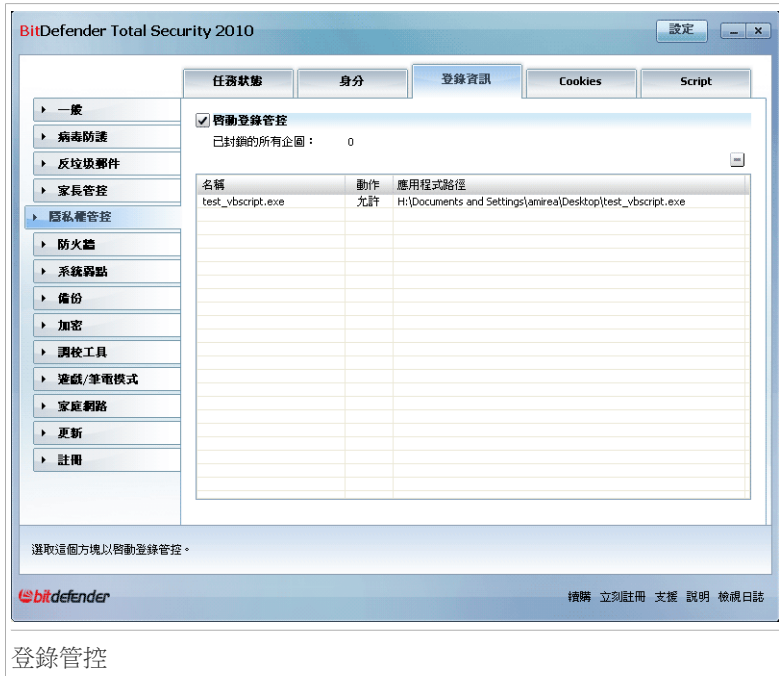 BitDefender Total Security 2010
設定
任務狀態 身分 登錄資訊 Cookies Script
一般
病毒防護
反垃圾郵件
家長管控
隱私權管控
防火牆
系統弱點
備份
加密
調校工具
遊戲/筆電模式
家庭網路
更新
註冊
啓動登錄管控
已封鎖的所有企圖： 0
名稱 動作 應用程式路徑
test_vbscript.exe 允許 H:\Documents and Settings\amirea\Desktop\test_vbscript.exe
選取這個方塊以啓動登錄管控。
bitdefender
續購 立刻註冊 支援 說明 檢視日誌
登錄管控